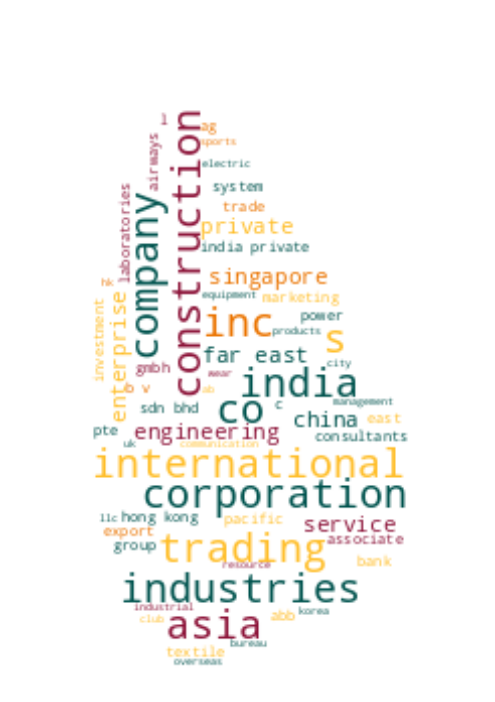 l
construction
ag
sports
airways
electric
laboratories
system
company
trade
private
india private
singapore
hk
enterprise
equipment
marketing
investment
inc
power
products
s
far east
city
gmbh
wear
india
b v
ab
management
sdn bhd
co
c
china
east
pte
engineering
consultants
uk
communication
international
corporation
llc
hong kong
pacific
service
export
associate
group
trading
bank
resource
industries
industrial
korea
club
abb
asia
bureau
textile
overseas